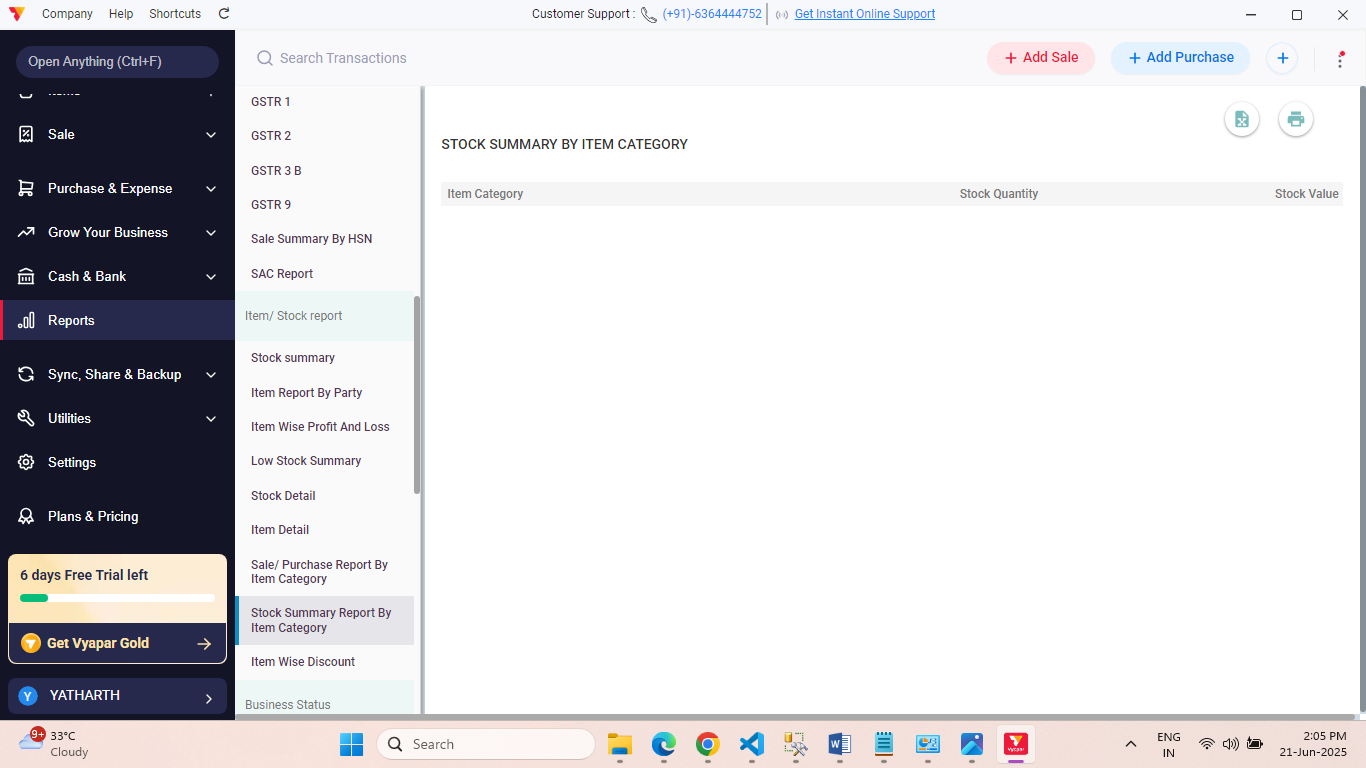 Company Help Shortcuts
Customer Support : (+91)-6364444752 Get Instant Online Support
Open Anything (Ctrl+F)
Search Transactions
+ Add Sale
+ Add Purchase
Sale
Purchase & Expense
Grow Your Business
Cash & Bank
Reports
Sync, Share & Backup
Utilities
Settings
Plans & Pricing
6 days Free Trial left
Get Vyapar Gold
Y YATHARTH
GSTR 1
GSTR 2
GSTR 3 B
GSTR 9
Sale Summary By HSN
SAC Report
Item/ Stock report
Stock summary
Item Report By Party
Item Wise Profit And Loss
Low Stock Summary
Stock Detail
Item Detail
Sale/ Purchase Report By
Item Category
Stock Summary Report By
Item Category
Item Wise Discount
Business Status
STOCK SUMMARY BY ITEM CATEGORY
Item Category Stock Quantity Stock Value
9+
33°C
Cloudy
Search
Vyapar
ENG
IN
2:05 PM
21-Jun-2025